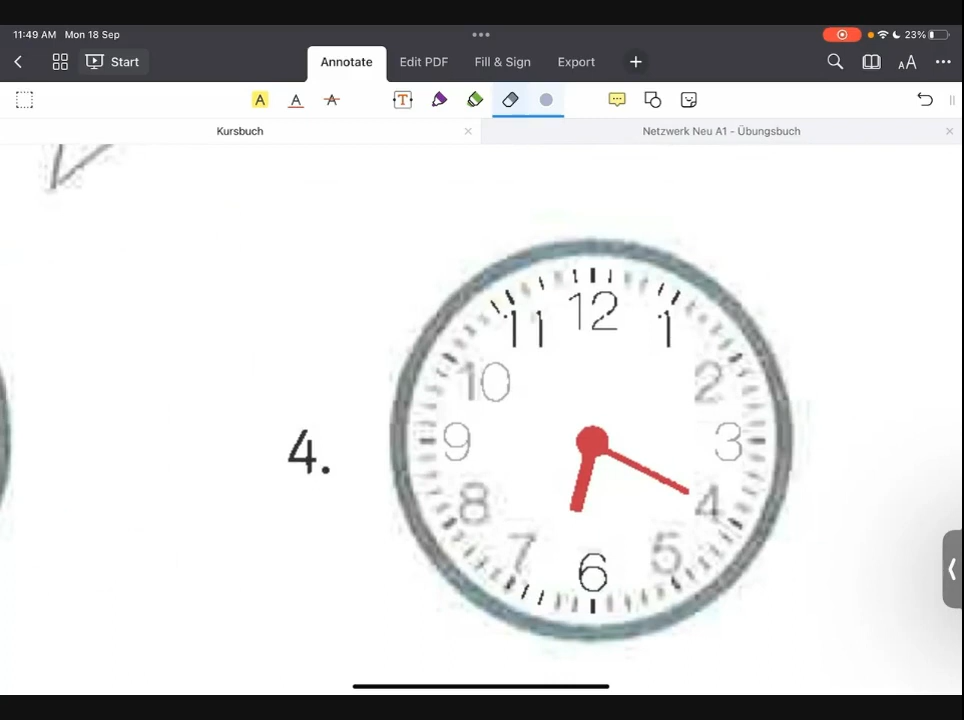 11:49 AM Mon 18 Sep
23%
Start
Annotate
Edit PDF
Fill & Sign
Export
AA
A
A
A
T
Kursbuch
Netzwerk Neu A1 - Übungsbuch
4.
12
11
1
10
2
9
3
8
4
7
5
6